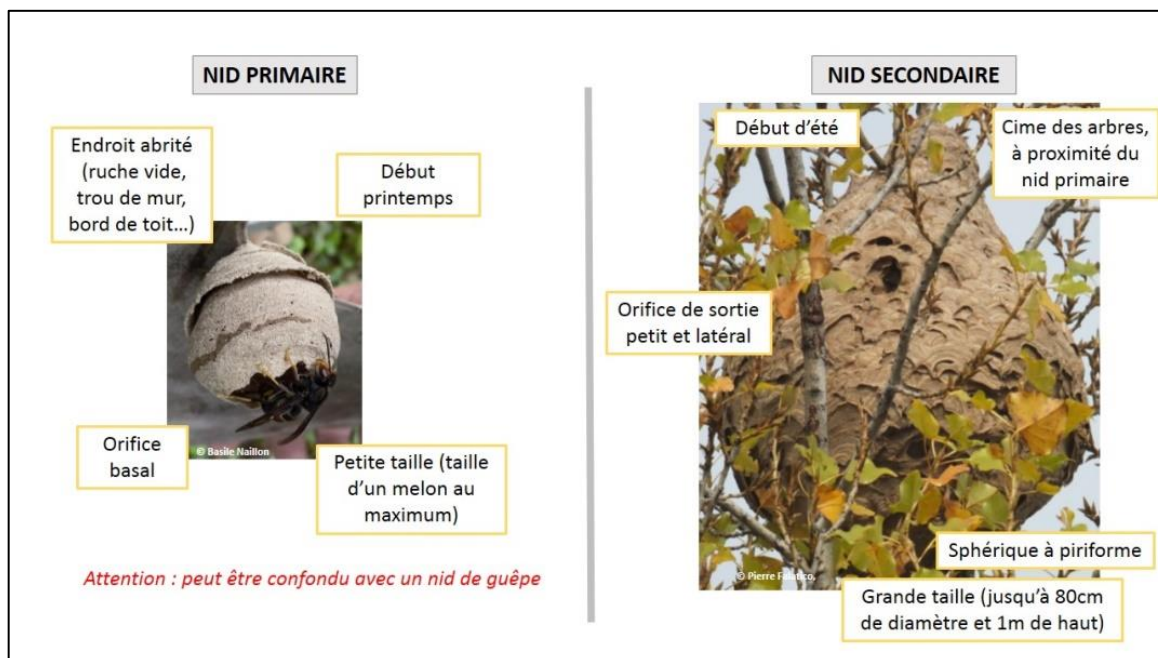 NID PRIMAIRE
Endroit abrité
(ruche vide,
trou de mur,
bord de toit...)
Début
printemps
Orifice
basal
© Basile Naillon
Petite taille (taille
d'un melon au
maximum)
Attention : peut être confondu avec un nid de guêpe
NID SECONDAIRE
Début d'été
Cime des arbres,
à proximité du
nid primaire
Orifice de sortie
petit et latéral
Sphérique à piriforme
© Pierre Falatico.
Grande taille (jusqu'à 80cm
de diamètre et 1m de haut)